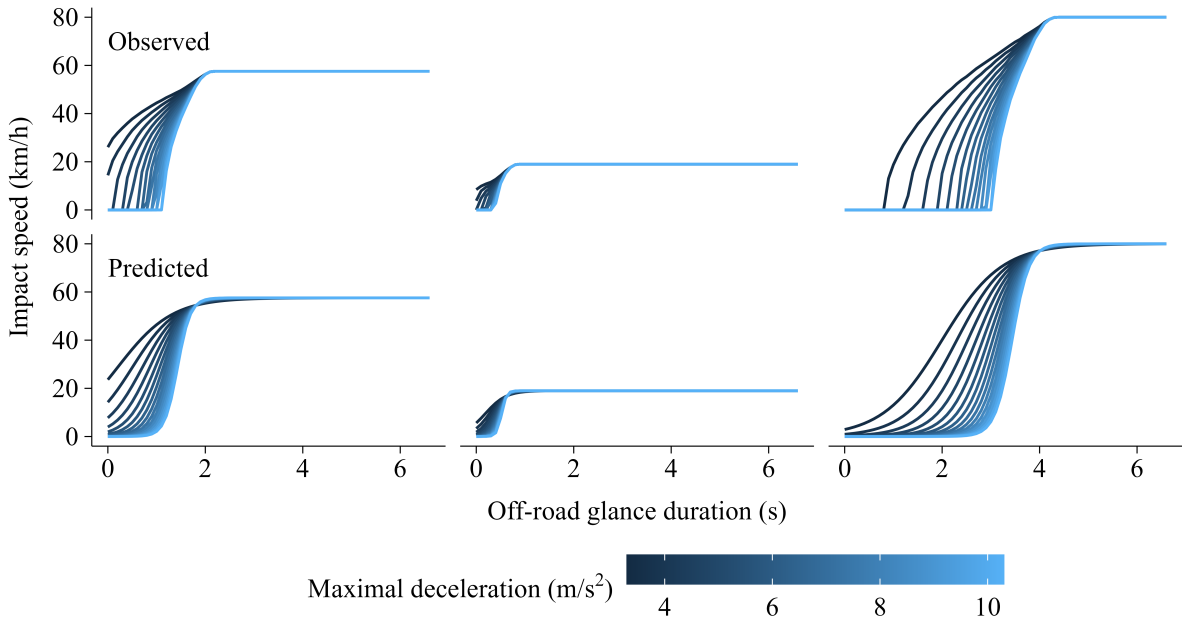 80
Observed
60
40
20
0
Impact speed (km/h)
80
Predicted
60
40
20
0
0 2 4 6 0 2 4 6 0 2 4 6
Off-road glance duration (s)
Maximal deceleration (m/s²)
4 6 8 10